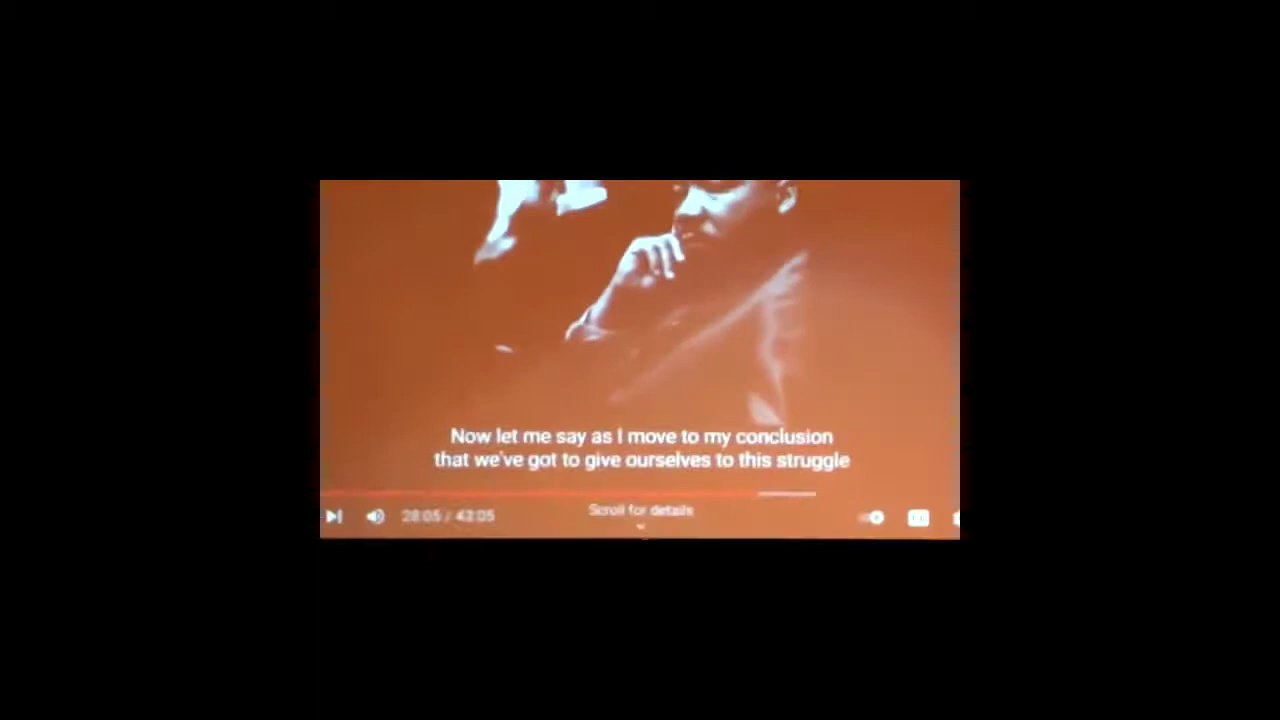 Now let me say as I move to my conclusion
that we've got to give ourselves to this struggle
28:05 / 43:05
Scroll for details